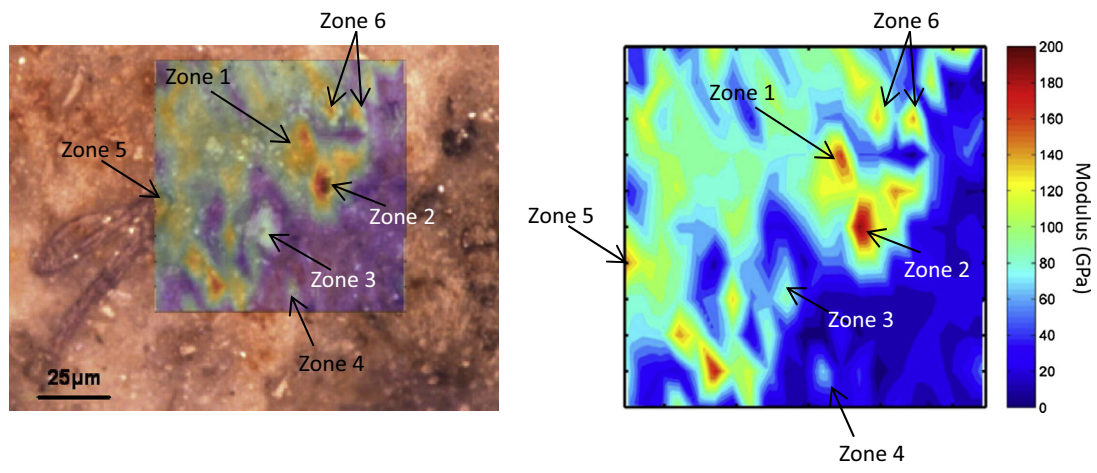 Zone 6
Zone 1
Zone 5
Zone 2
Zone 3
Zone 4
25µm
Zone 6
Zone 1
Zone 5
Zone 2
Zone 3
Zone 4
200
180
160
140
120
100
80
60
40
20
0
Modulus (GPa)